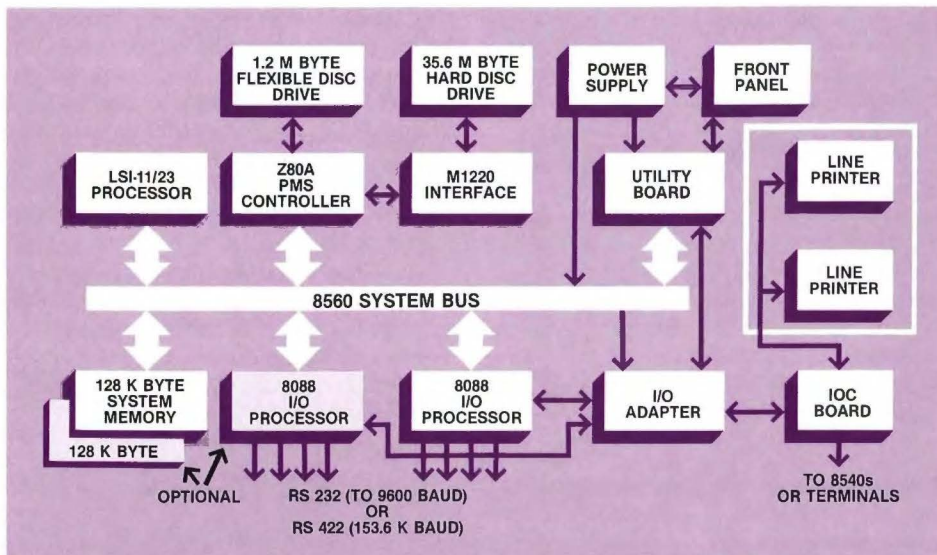 1.2 M BYTE
FLEXIBLE DISC
DRIVE
35.6 M BYTE
HARD DISC
DRIVE
POWER
SUPPLY
FRONT
PANEL
LSI-11/23
PROCESSOR
Z80A
PMS
CONTROLLER
M1220
INTERFACE
UTILITY
BOARD
LINE
PRINTER
LINE
PRINTER
8560 SYSTEM BUS
128 K BYTE
SYSTEM
MEMORY
128 K BYTE
8088
I/O
PROCESSOR
8088
I/O
PROCESSOR
I/O
ADAPTER
IOC
BOARD
OPTIONAL
RS 232 (TO 9600 BAUD)
OR
RS 422 (153.6 K BAUD)
TO 8540s
OR TERMINALS